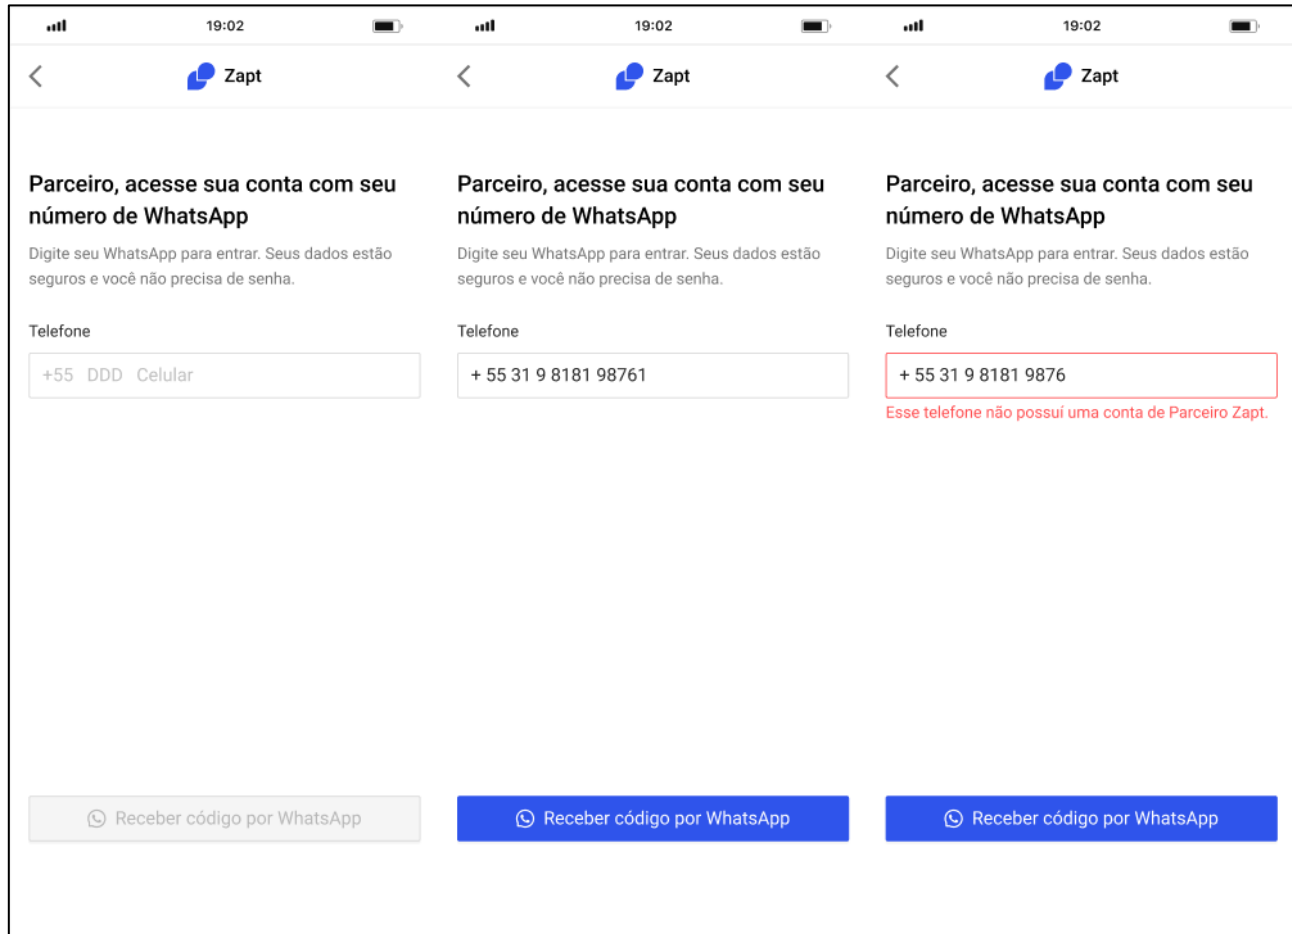 19:02
Zapt
Parceiro, acesse sua conta com seu
número de WhatsApp
Digite seu WhatsApp para entrar. Seus dados estão
seguros e você não precisa de senha.
Telefone
+55 DDD Celular
Receber código por WhatsApp
19:02
Zapt
Parceiro, acesse sua conta com seu
número de WhatsApp
Digite seu WhatsApp para entrar. Seus dados estão
seguros e você não precisa de senha.
Telefone
+ 55 31 9 8181 98761
Receber código por WhatsApp
19:02
Zapt
Parceiro, acesse sua conta com seu
número de WhatsApp
Digite seu WhatsApp para entrar. Seus dados estão
seguros e você não precisa de senha.
Telefone
+ 55 31 9 8181 9876
Esse telefone não possuí uma conta de Parceiro Zapt.
Receber código por WhatsApp